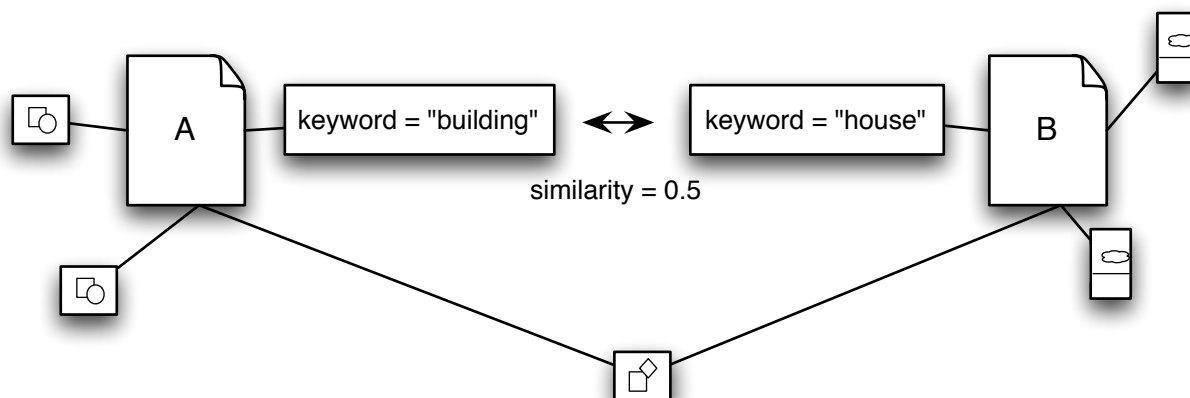 A
keyword = "building"
keyword = "house"
B
similarity = 0.5